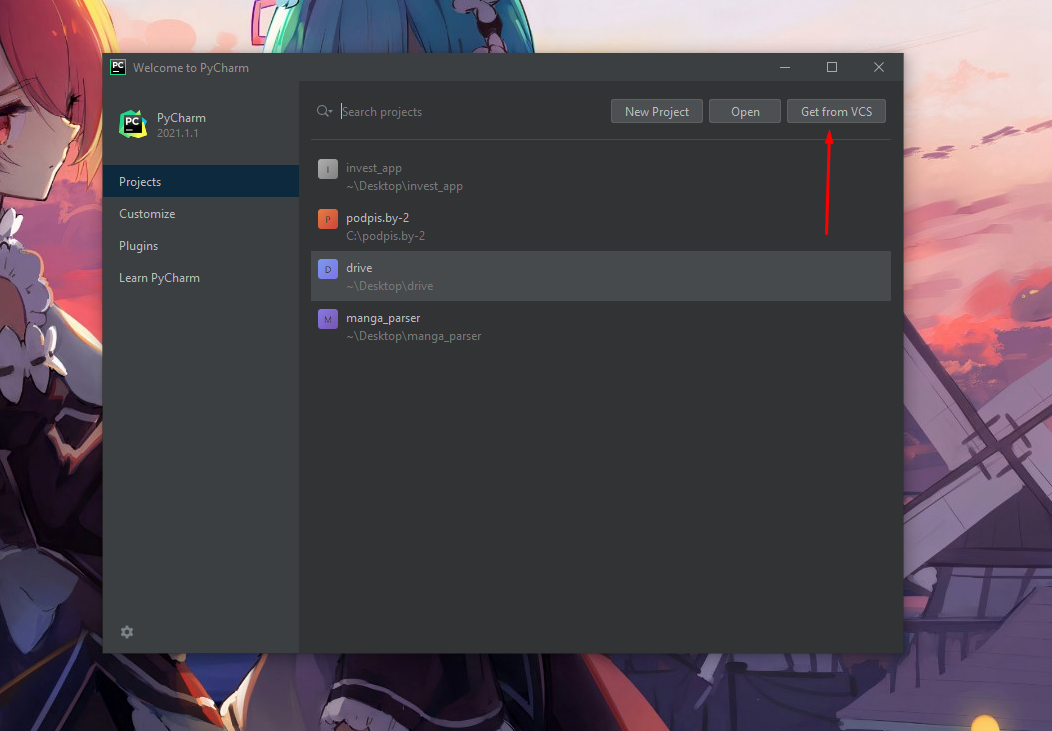 PC Welcome to PyCharm
PC PyCharm
2021.1.1
Projects
Customize
Plugins
Learn PyCharm
Search projects
New Project
Open
Get from VCS
I invest_app
~\Desktop\invest_app
P podpis.by-2
C:\podpis.by-2
D drive
~\Desktop\drive
M manga_parser
~\Desktop\manga_parser